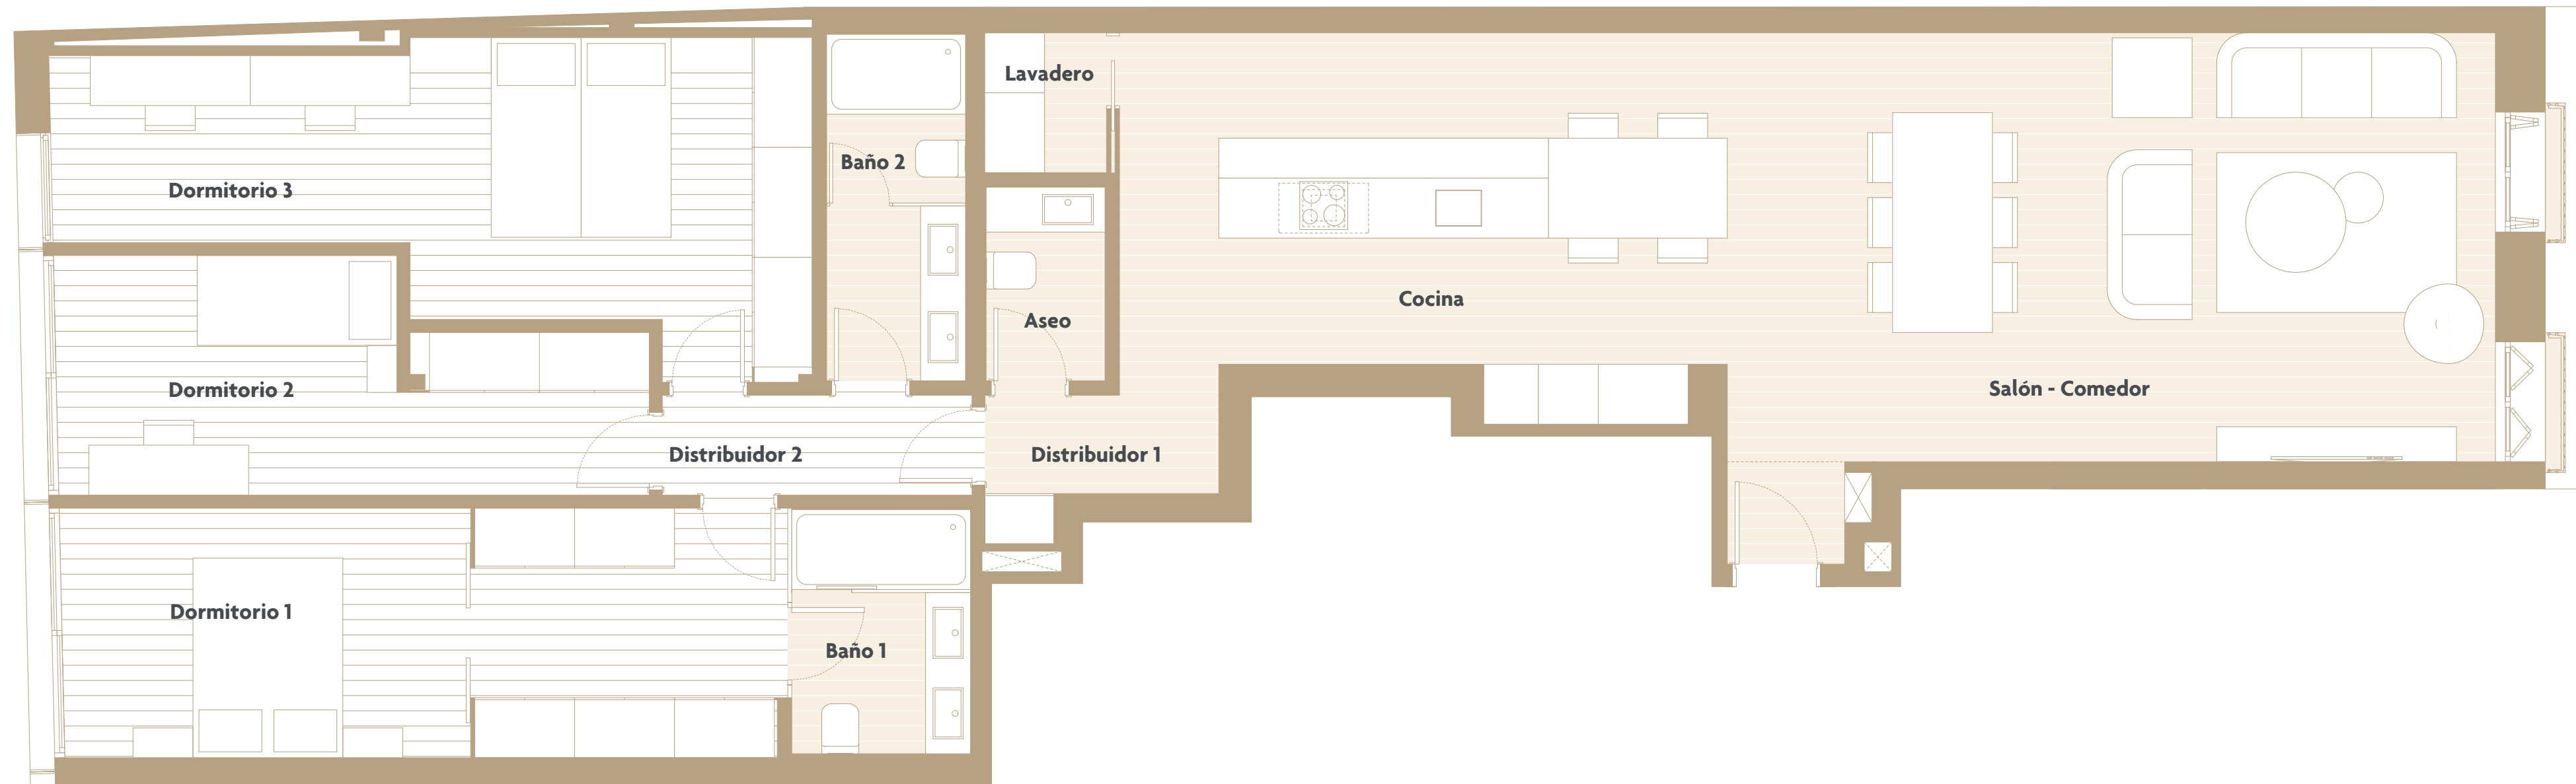 Lavadero
Baño 2
Dormitorio 3
Cocina
Aseo
Dormitorio 2
Salón - Comedor
Distribuidor 2
Distribuidor 1
Dormitorio 1
Baño 1